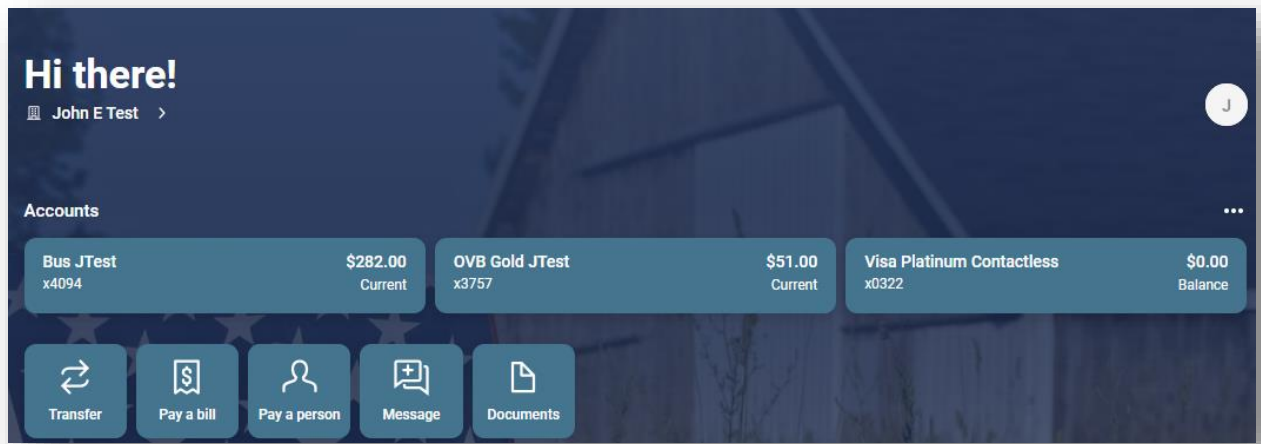 Hi there!
John E Test
J
Accounts
Bus JTest $282.00
x4094 Current
OVB Gold JTest $51.00
x3757 Current
Visa Platinum Contactless $0.00
x0322 Balance
Transfer
Pay a bill
Pay a person
Message
Documents